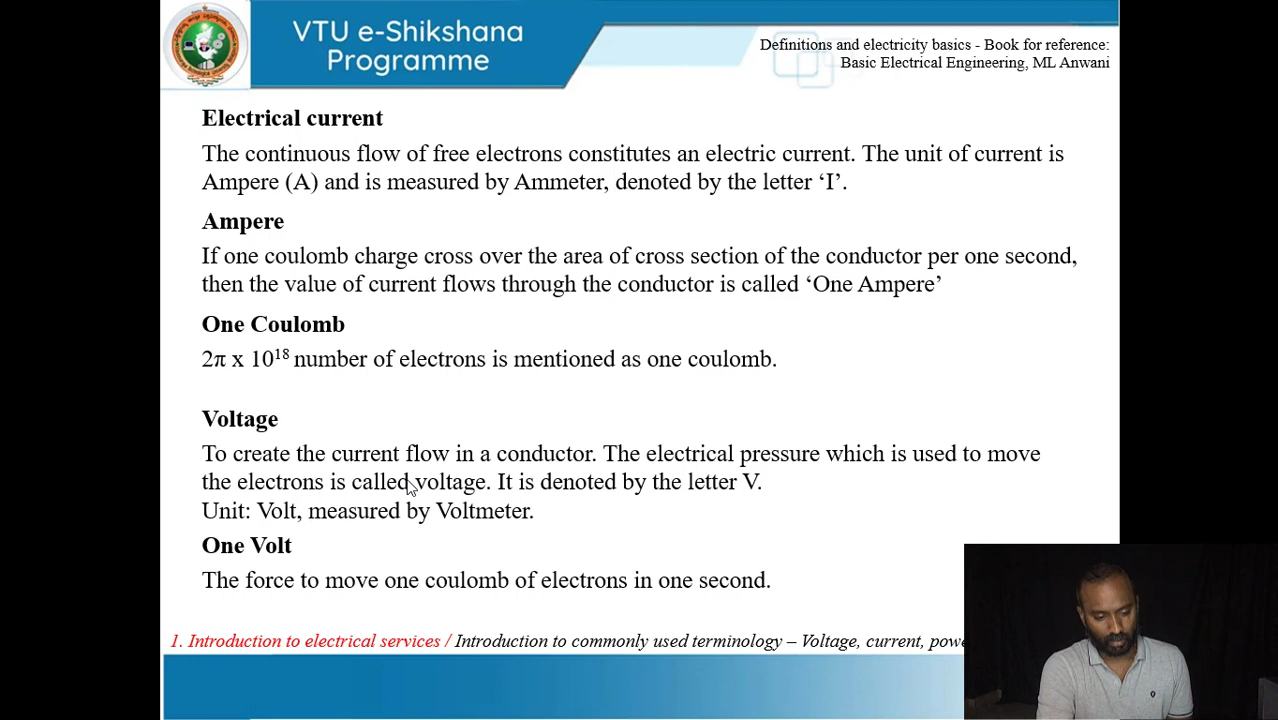 VTU e-Shikshana
Programme
Definitions and electricity basics - Book for reference:
Basic Electrical Engineering, ML Anwani
Electrical current
The continuous flow of free electrons constitutes an electric current. The unit of current is
Ampere (A) and is measured by Ammeter, denoted by the letter ‘I’.
Ampere
If one coulomb charge cross over the area of cross section of the conductor per one second,
then the value of current flows through the conductor is called ‘One Ampere’
One Coulomb
2π x 10¹⁸ number of electrons is mentioned as one coulomb.
Voltage
To create the current flow in a conductor. The electrical pressure which is used to move
the electrons is called voltage. It is denoted by the letter V.
Unit: Volt, measured by Voltmeter.
One Volt
The force to move one coulomb of electrons in one second.
1. Introduction to electrical services / Introduction to commonly used terminology – Voltage, current,